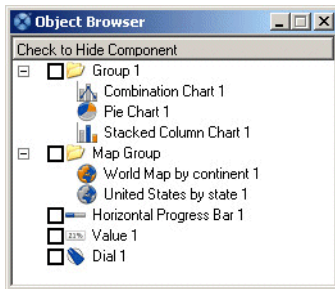 Object Browser
Check to Hide Component
Group 1
Combination Chart 1
Pie Chart 1
Stacked Column Chart 1
Map Group
World Map by continent 1
United States by state 1
Horizontal Progress Bar 1
Value 1
Dial 1